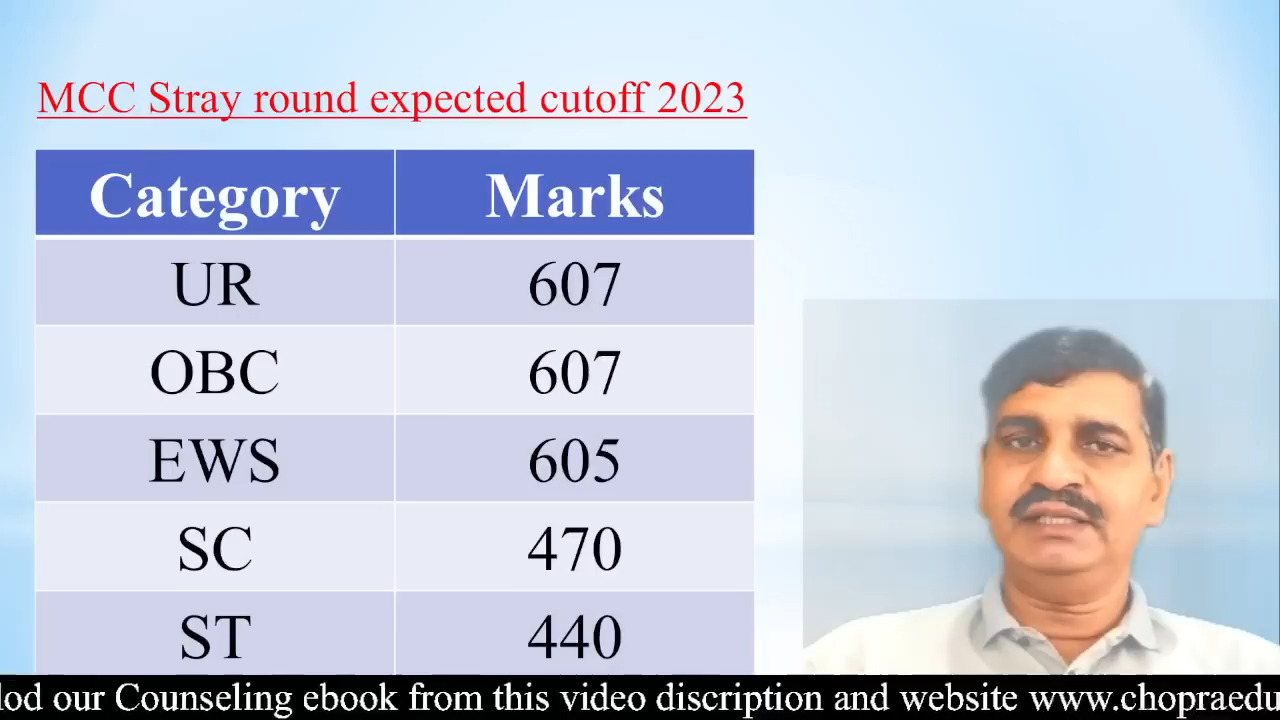 MCC Stray round expected cutoff 2023
Category Marks
UR 607
OBC 607
EWS 605
SC 470
ST 440
lod our Counseling ebook from this video discription and website www.chopraedu